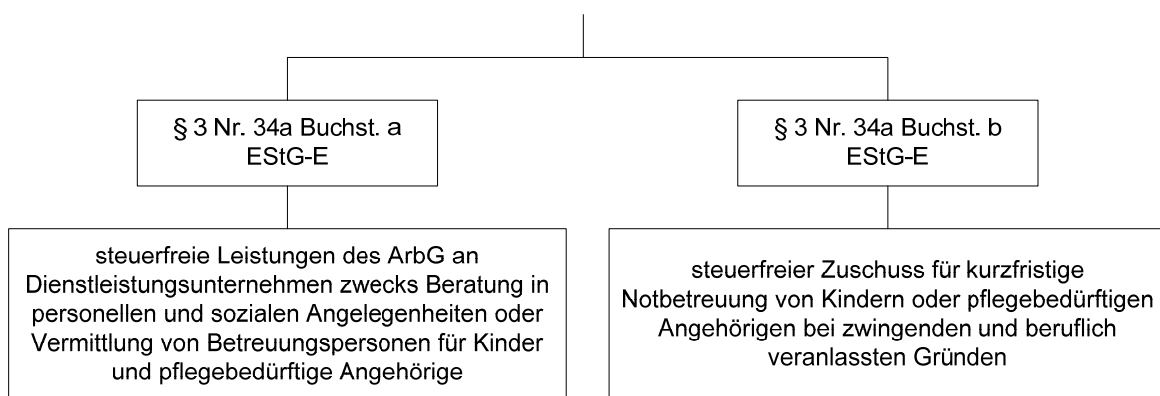 § 3 Nr. 34a Buchst. a
EStG-E
steuerfreie Leistungen des ArbG an
Dienstleistungsunternehmen zwecks Beratung in
personellen und sozialen Angelegenheiten oder
Vermittlung von Betreuungspersonen für Kinder
und pflegebedürftige Angehörige
§ 3 Nr. 34a Buchst. b
EStG-E
steuerfreier Zuschuss für kurzfristige
Notbetreuung von Kindern oder pflegebedürftigen
Angehörigen bei zwingenden und beruflich
veranlassten Gründen